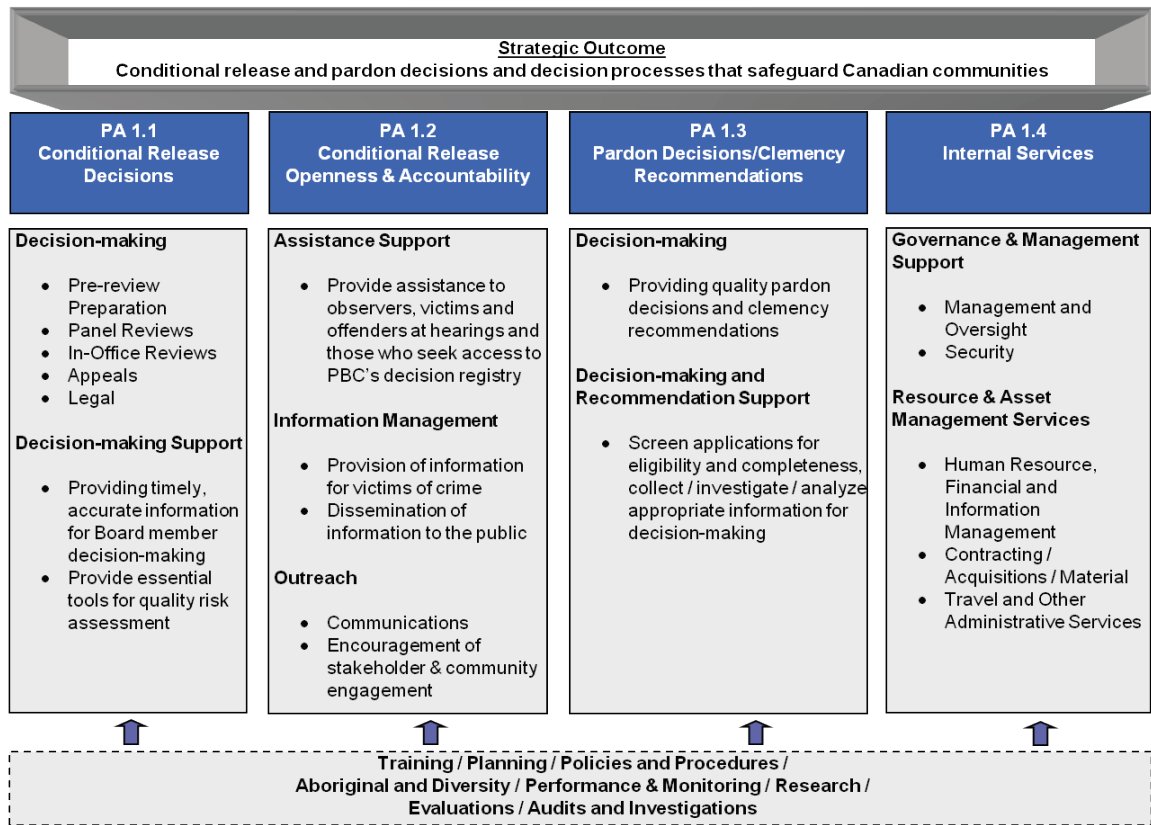 Strategic Outcome
Conditional release and pardon decisions and decision processes that safeguard Canadian communities
PA 1.1
Conditional Release
Decisions
PA 1.2
Conditional Release
Openness & Accountability
PA 1.3
Pardon Decisions/Clemency
Recommendations
PA 1.4
Internal Services
Decision-making
• Pre-review
Preparation
• Panel Reviews
• In-Office Reviews
• Appeals
• Legal
Decision-making Support
• Providing timely,
accurate information
for Board member
decision-making
• Provide essential
tools for quality risk
assessment
Assistance Support
• Provide assistance to
observers, victims and
offenders at hearings and
those who seek access to
PBC's decision registry
Information Management
• Provision of information
for victims of crime
• Dissemination of
information to the public
Outreach
• Communications
• Encouragement of
stakeholder & community
engagement
Decision-making
• Providing quality pardon
decisions and clemency
recommendations
Decision-making and
Recommendation Support
• Screen applications for
eligibility and completeness,
collect / investigate / analyze
appropriate information for
decision-making
Governance & Management
Support
• Management and
Oversight
• Security
Resource & Asset
Management Services
• Human Resource,
Financial and
Information
Management
• Contracting /
Acquisitions / Material
• Travel and Other
Administrative Services
Training / Planning / Policies and Procedures /
Aboriginal and Diversity / Performance & Monitoring / Research /
Evaluations / Audits and Investigations